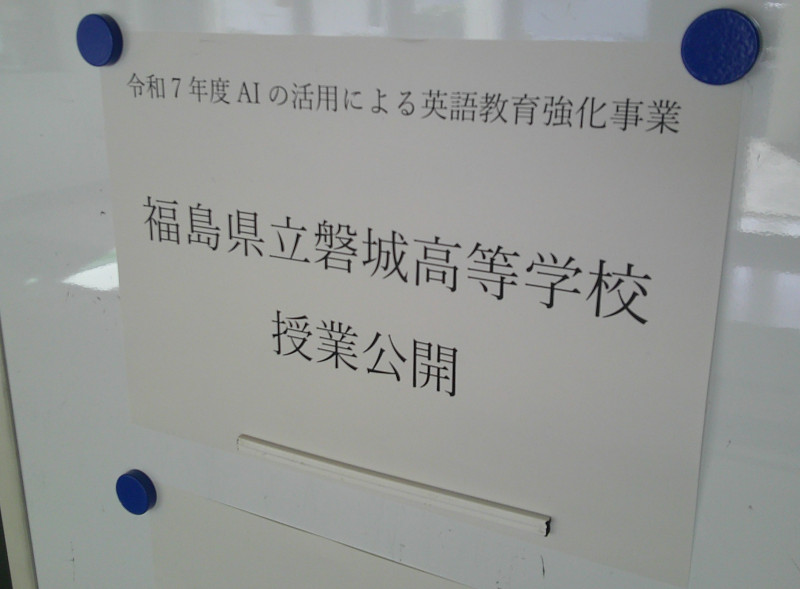 令和7年度AIの活用による英語教育強化事業
福島県立磐城高等学校
授業公開